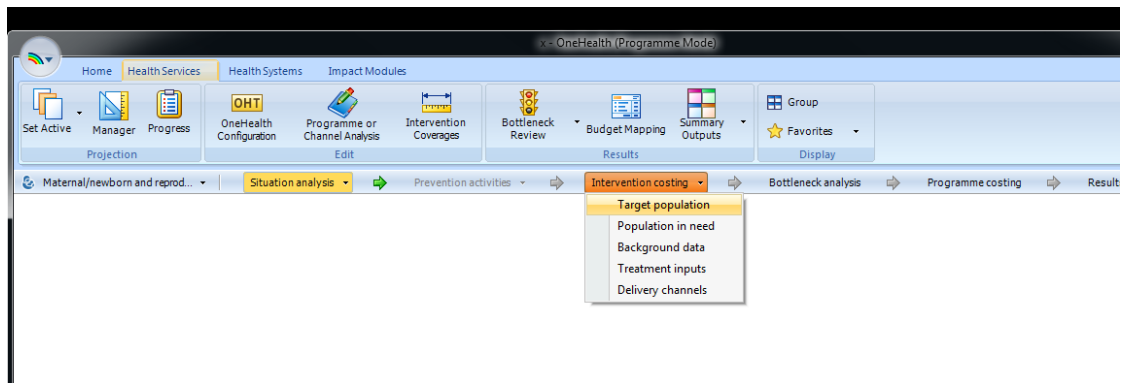 x - OneHealth (Programme Mode)
Home Health Services Health Systems Impact Modules
Set Active Manager Progress
Projection
OHT
OneHealth Configuration
Programme or Channel Analysis
Intervention Coverages
Edit
Bottleneck Review
Budget Mapping
Summary Outputs
Results
Group
Favorites
Display
Maternal/newborn and reprod... Situation analysis Prevention activities Intervention costing Bottleneck analysis Programme costing Result
Target population
Population in need
Background data
Treatment inputs
Delivery channels